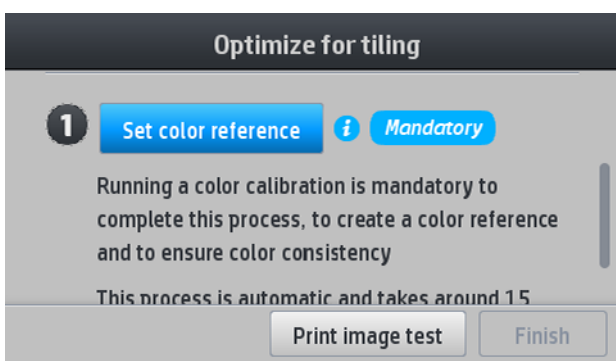 Optimize for tiling
1 Set color reference i Mandatory
Running a color calibration is mandatory to
complete this process, to create a color reference
and to ensure color consistency
This process is automatic and takes around 15
Print image test Finish